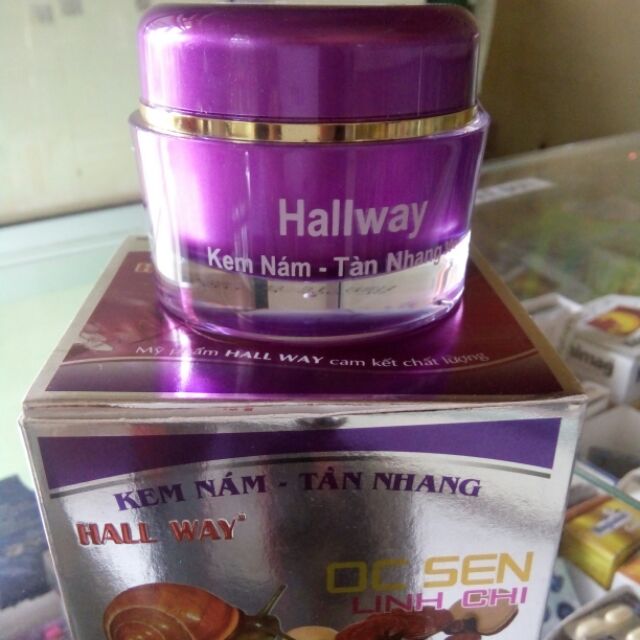 Hallway
Kem Nám - Tàn Nhang
Mỹ Phẩm HALL WAY cam kết chất lượng
KEM NÁM - TÀN NHANG
HALL WAY
OC SEN
LINH CHI